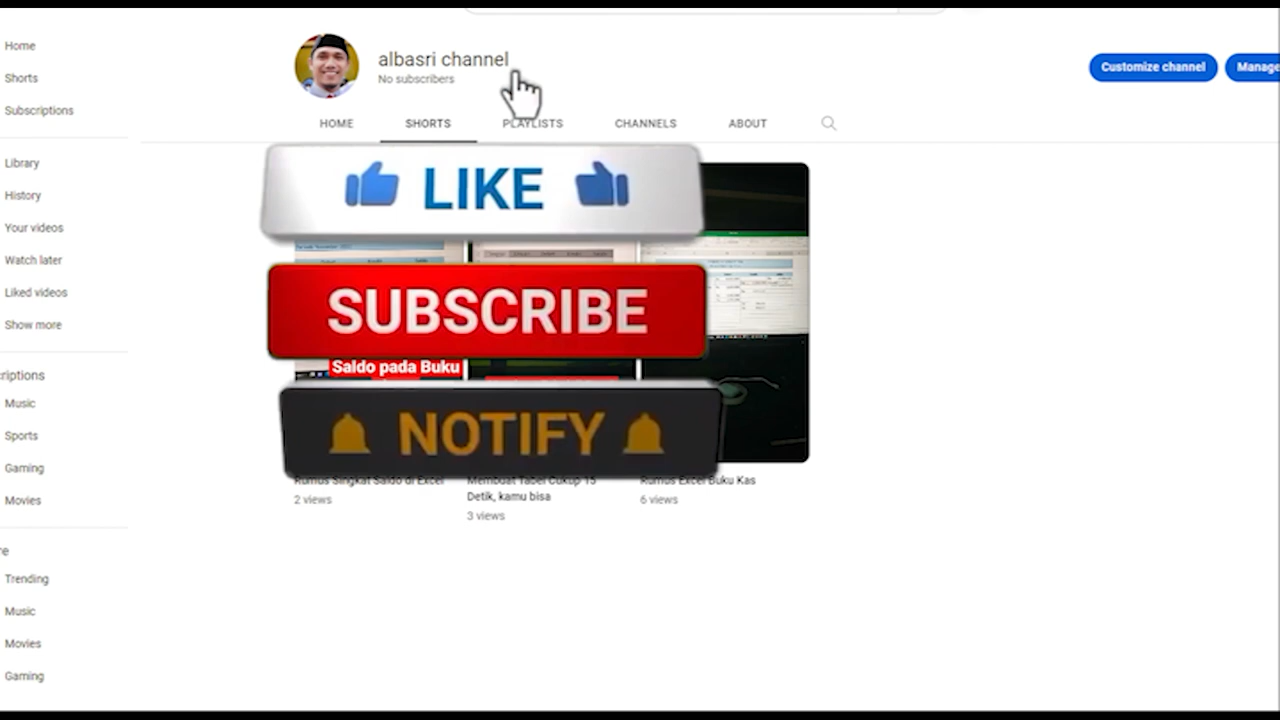 Home
Shorts
Subscriptions
Library
History
Your videos
Watch later
Liked videos
Show more
riptions
Music
Sports
Gaming
Movies
re
Trending
Music
Movies
Gaming
albasri channel
No subscribers
Customize channel
Manage
HOME
SHORTS
PLAYLISTS
CHANNELS
ABOUT
LIKE
SUBSCRIBE
Saldo pada Buku
NOTIFY
Rumus Singkat Saldo di Excel
2 views
Membuat Tabel Cukup 15
Detik, kamu bisa
3 views
Rumus Excel Buku Kas
6 views